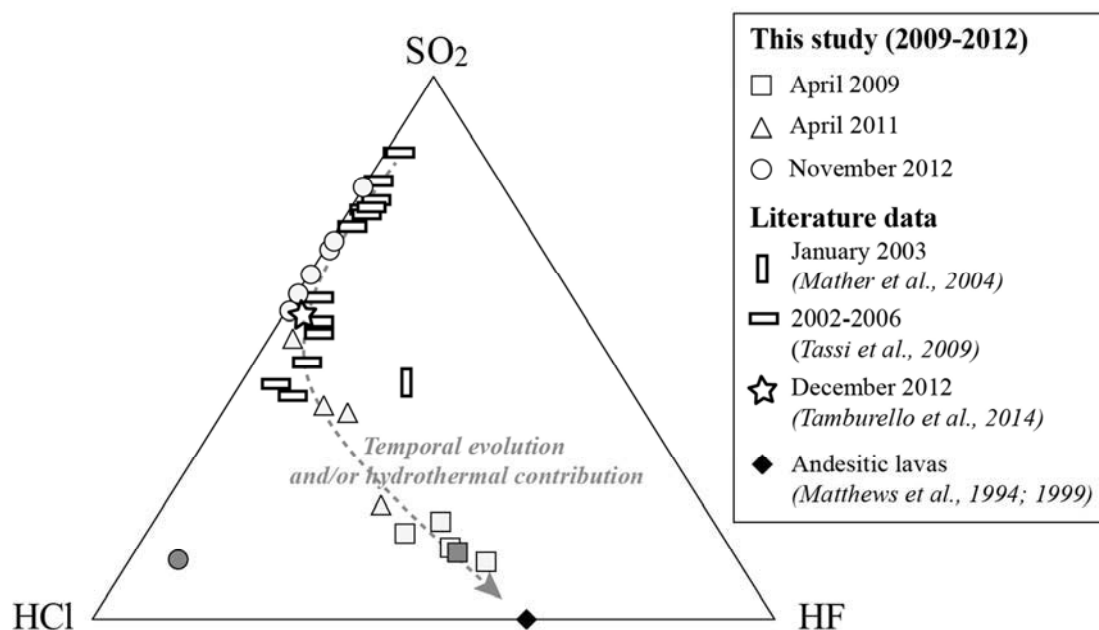 SO2
HCl
HF
Temporal evolution
and/or hydrothermal contribution
This study (2009-2012)
April 2009
April 2011
November 2012
Literature data
January 2003
(Mather et al., 2004)
2002-2006
(Tassi et al., 2009)
December 2012
(Tamburello et al., 2014)
Andesitic lavas
(Matthews et al., 1994; 1999)